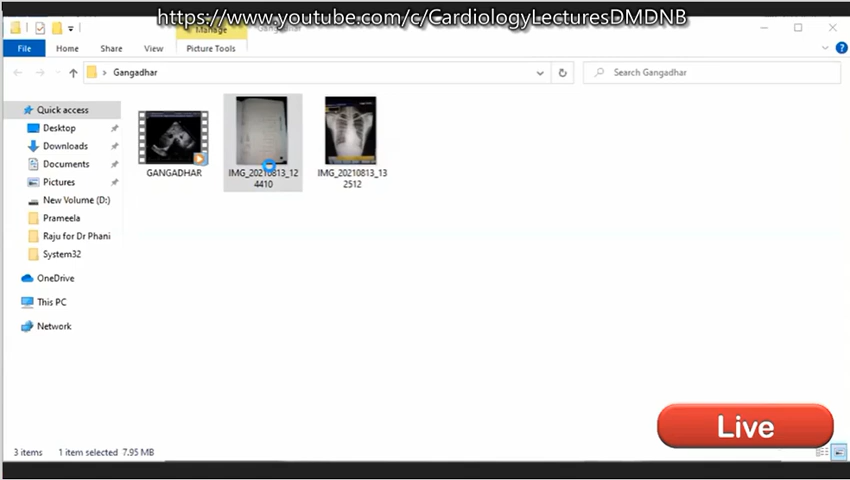 https://www.youtube.com/c/CardiologyLecturesDMDNB
Manage
File
Home
Share
View
Picture Tools
Gangadhar
Search Gangadhar
Quick access
Desktop
Downloads
Documents
Pictures
New Volume (D:)
Prameela
Raju for Dr Phani
System32
OneDrive
This PC
Network
GANGADHAR
IMG_20210813_12
4410
IMG_20210813_13
2512
Live
3 items
1 item selected 7.95 MB